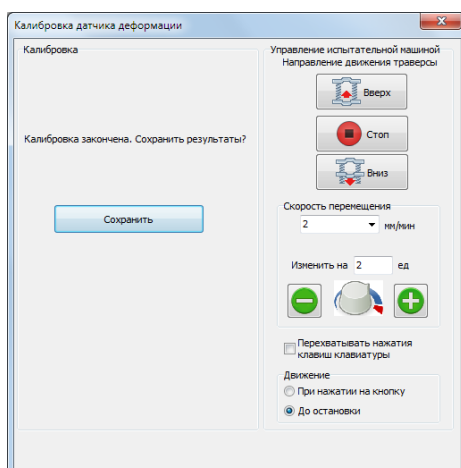 Калибровка датчика деформации
Калибровка
Калибровка закончена. Сохранить результаты?
Сохранить
Управление испытательной машиной
Направление движения траверсы
Вверх
Стоп
Вниз
Скорость перемещения
2 мм/мин
Изменить на 2 ед
Перехватывать нажатия
клавиш клавиатуры
Движение
При нажатии на кнопку
До остановки